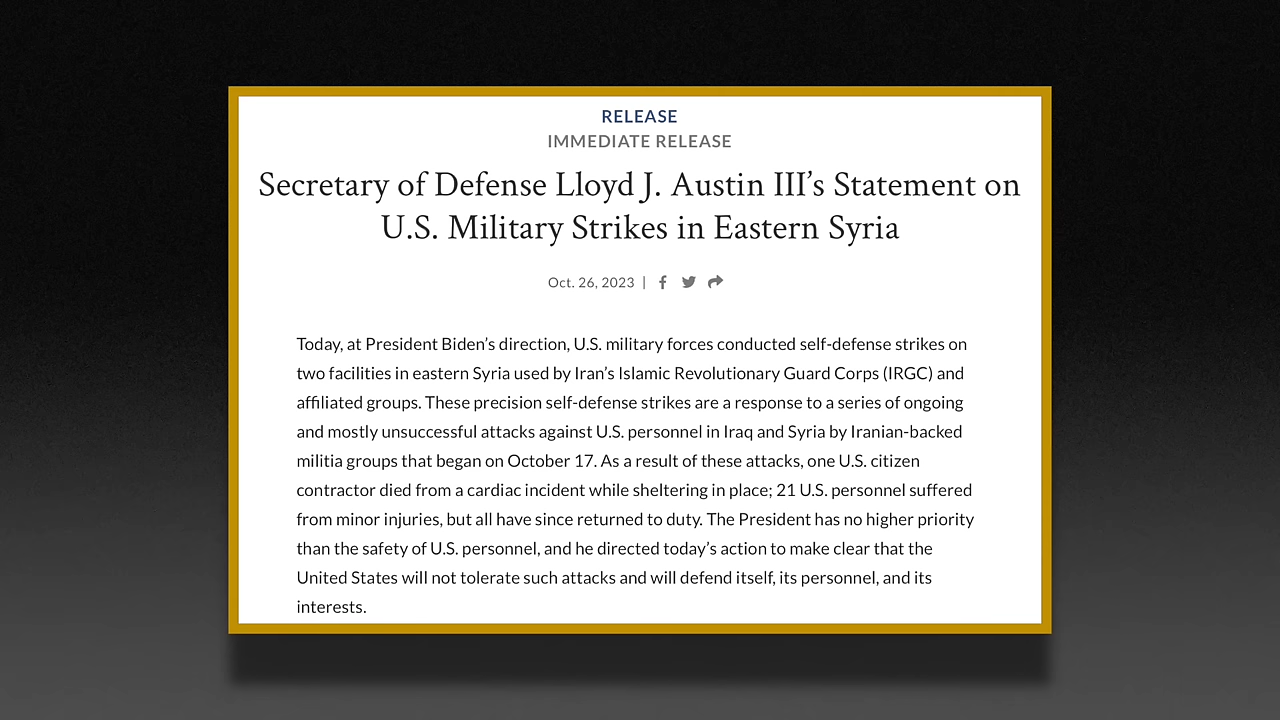 RELEASE
IMMEDIATE RELEASE
Secretary of Defense Lloyd J. Austin III’s Statement on
U.S. Military Strikes in Eastern Syria
Oct. 26, 2023 |
Today, at President Biden’s direction, U.S. military forces conducted self-defense strikes on
two facilities in eastern Syria used by Iran’s Islamic Revolutionary Guard Corps (IRGC) and
affiliated groups. These precision self-defense strikes are a response to a series of ongoing
and mostly unsuccessful attacks against U.S. personnel in Iraq and Syria by Iranian-backed
militia groups that began on October 17. As a result of these attacks, one U.S. citizen
contractor died from a cardiac incident while sheltering in place; 21 U.S. personnel suffered
from minor injuries, but all have since returned to duty. The President has no higher priority
than the safety of U.S. personnel, and he directed today’s action to make clear that the
United States will not tolerate such attacks and will defend itself, its personnel, and its
interests.